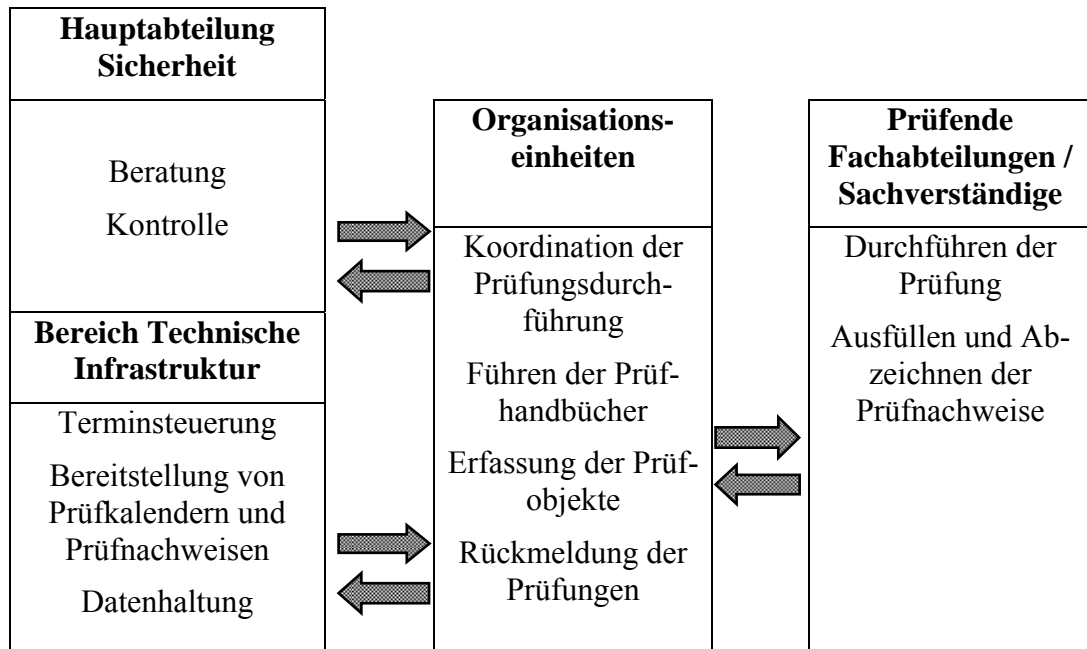 Hauptabteilung
Sicherheit
Beratung
Kontrolle
Bereich Technische
Infrastruktur
Terminsteuerung
Bereitstellung von
Prüfkalendern und
Prüfnachweisen
Datenhaltung
Organisations-
einheiten
Koordination der
Prüfungsdurch-
führung
Führen der Prüf-
handbücher
Erfassung der Prüf-
objekte
Rückmeldung der
Prüfungen
Prüfende
Fachabteilungen /
Sachverständige
Durchführen der
Prüfung
Ausfüllen und Ab-
zeichnen der
Prüfnachweise